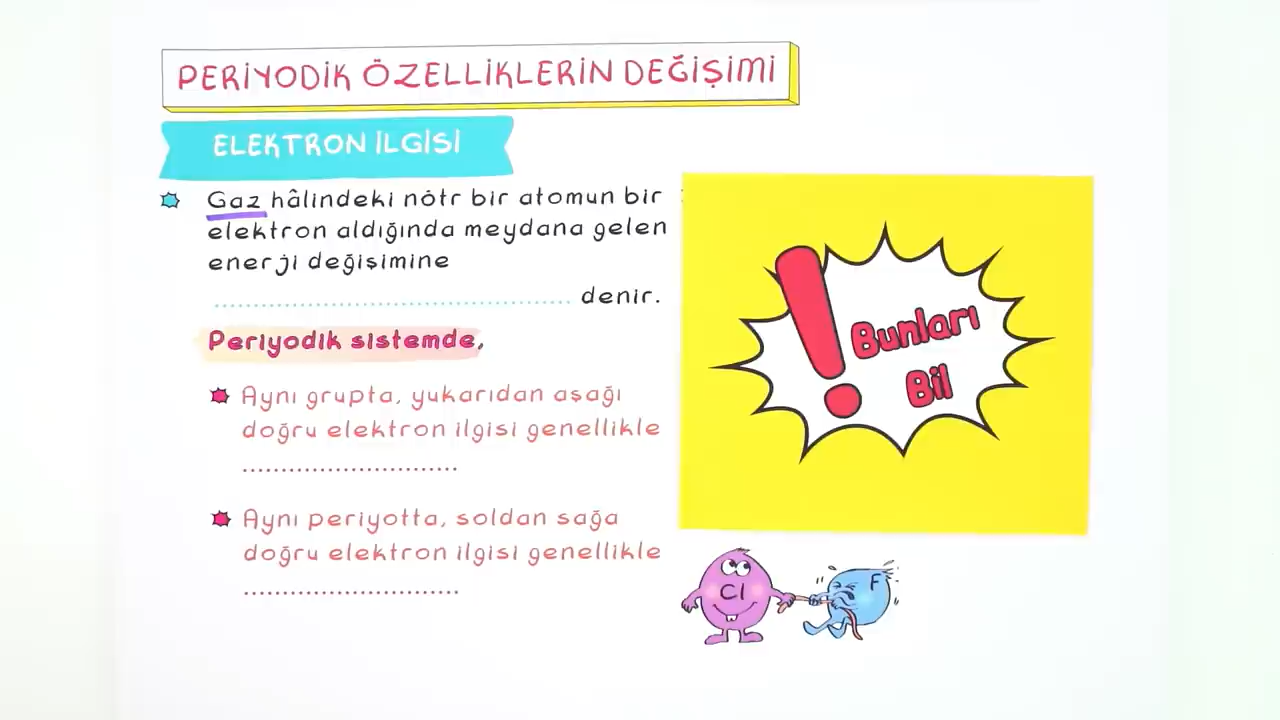 PERİYODİK ÖZELLİKLERİN DEĞİŞİMİ
ELEKTRON İLGİSİ
Gaz hâlindeki nötr bir atomun bir
elektron aldığında meydana gelen
enerji değişimine
................................................ denir.
Periyodik sistemde,
Aynı grupta, yukarıdan aşağı
doğru elektron ilgisi genellikle
............................
Aynı periyotta, soldan sağa
doğru elektron ilgisi genellikle
............................
Bunları
Bil
Cl
F